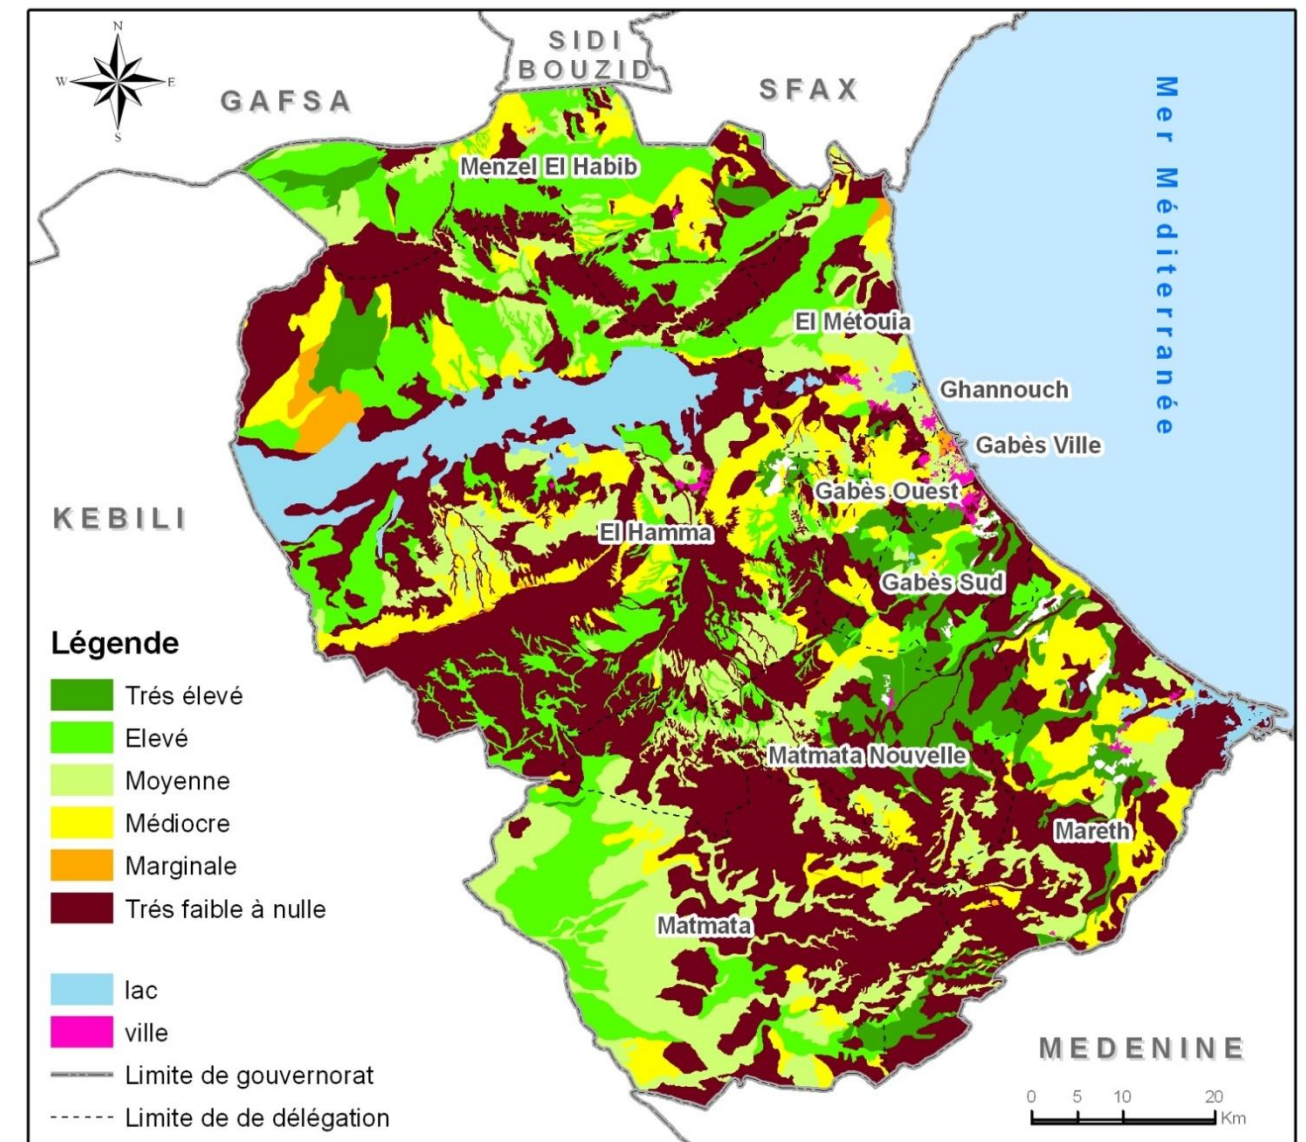 N
W
E
S
SIDI
BOUZID
GAFSA
SFAX
Mer Méditerranée
Menzel El Habib
El Métouia
Ghannouch
Gabès Ville
Gabès Ouest
KEBILI
El Hamma
Gabès Sud
Matmata Nouvelle
Mareth
Matmata
MEDENINE
Légende
Trés élevé
Elevé
Moyenne
Médiocre
Marginale
Trés faible à nulle
lac
ville
Limite de gouvernorat
Limite de de délégation
0 5 10 20
Km